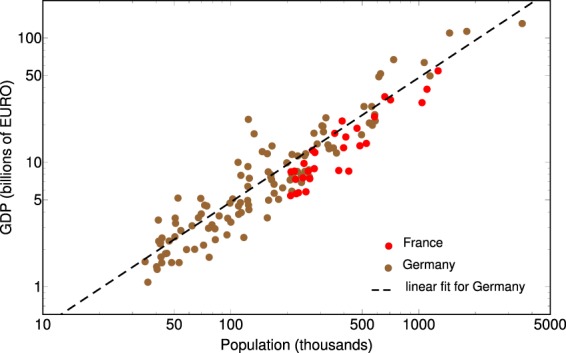 GDP (billions of EURO)
100
50
10
5
1
France
Germany
linear fit for Germany
10
50
100
500
1000
5000
Population (thousands)